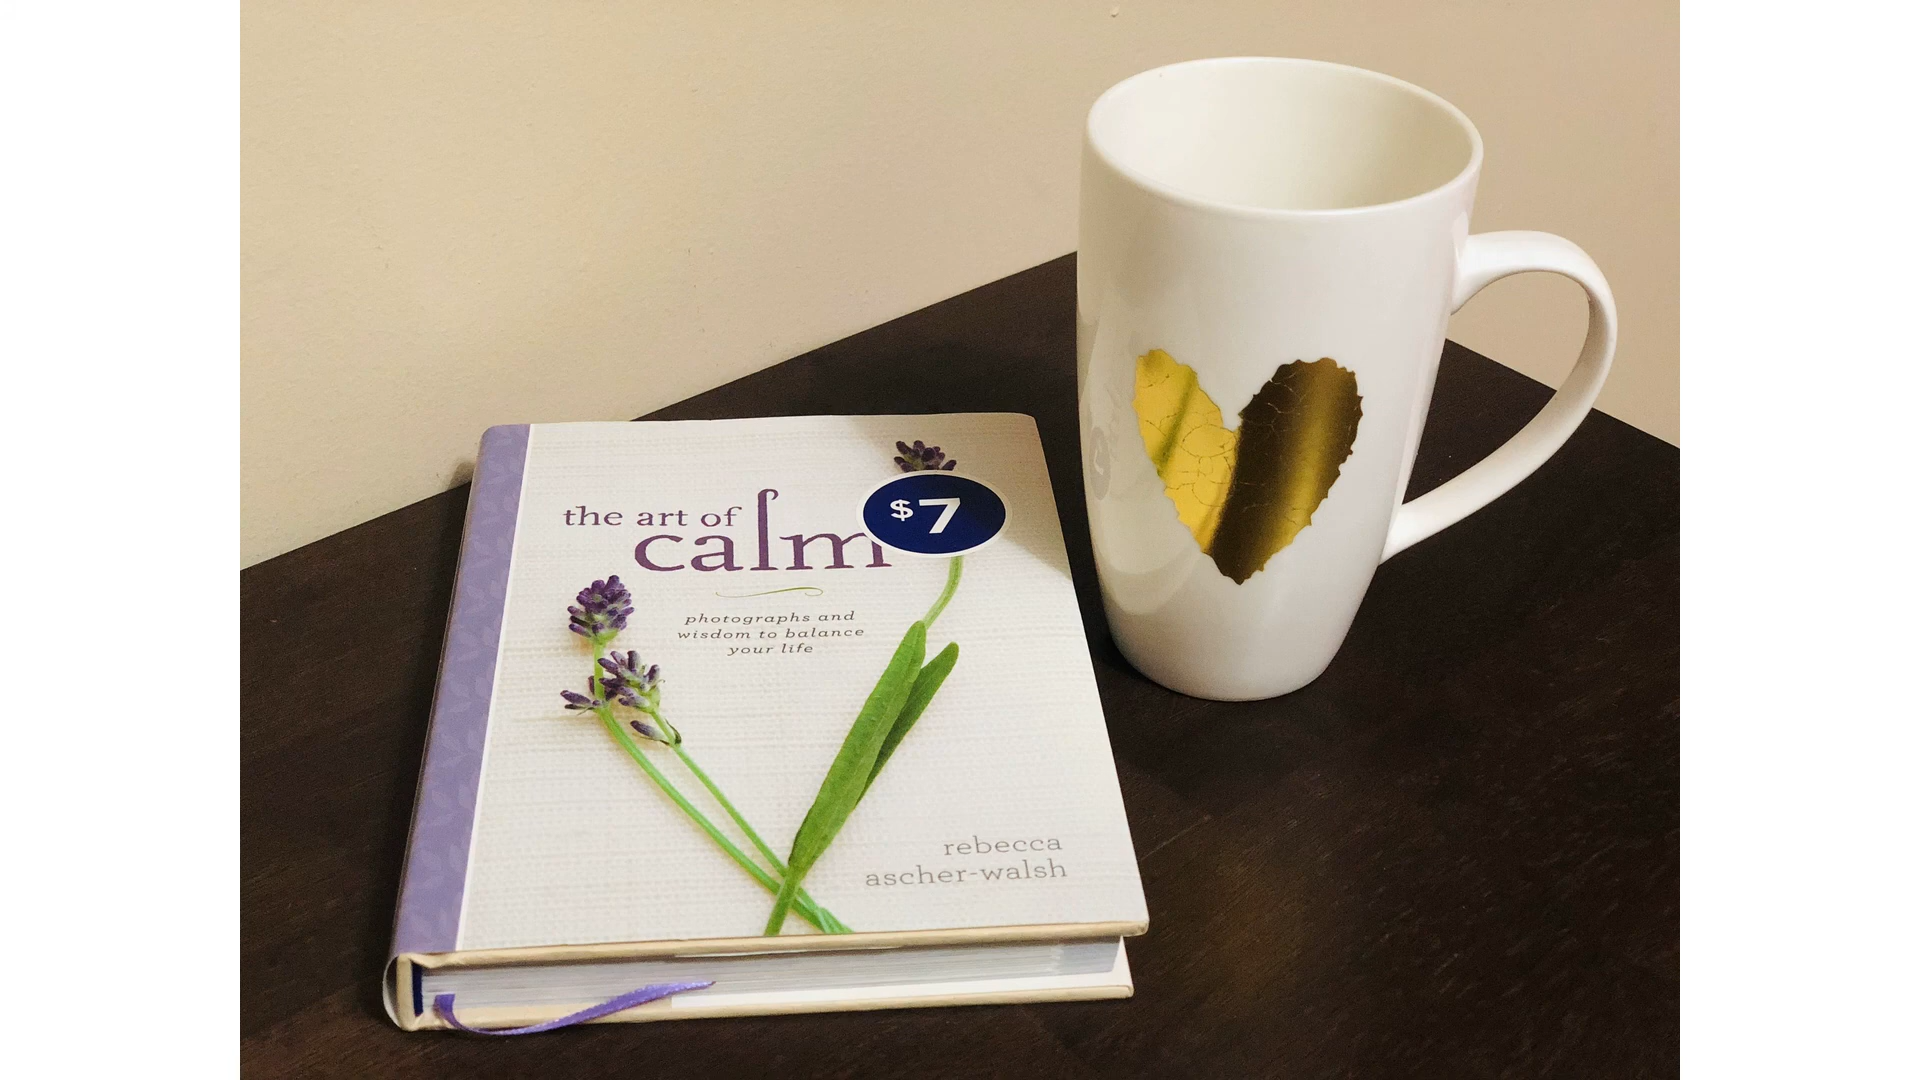 the art of
calm
$7
photographs and
wisdom to balance
your life
rebecca
ascher-walsh